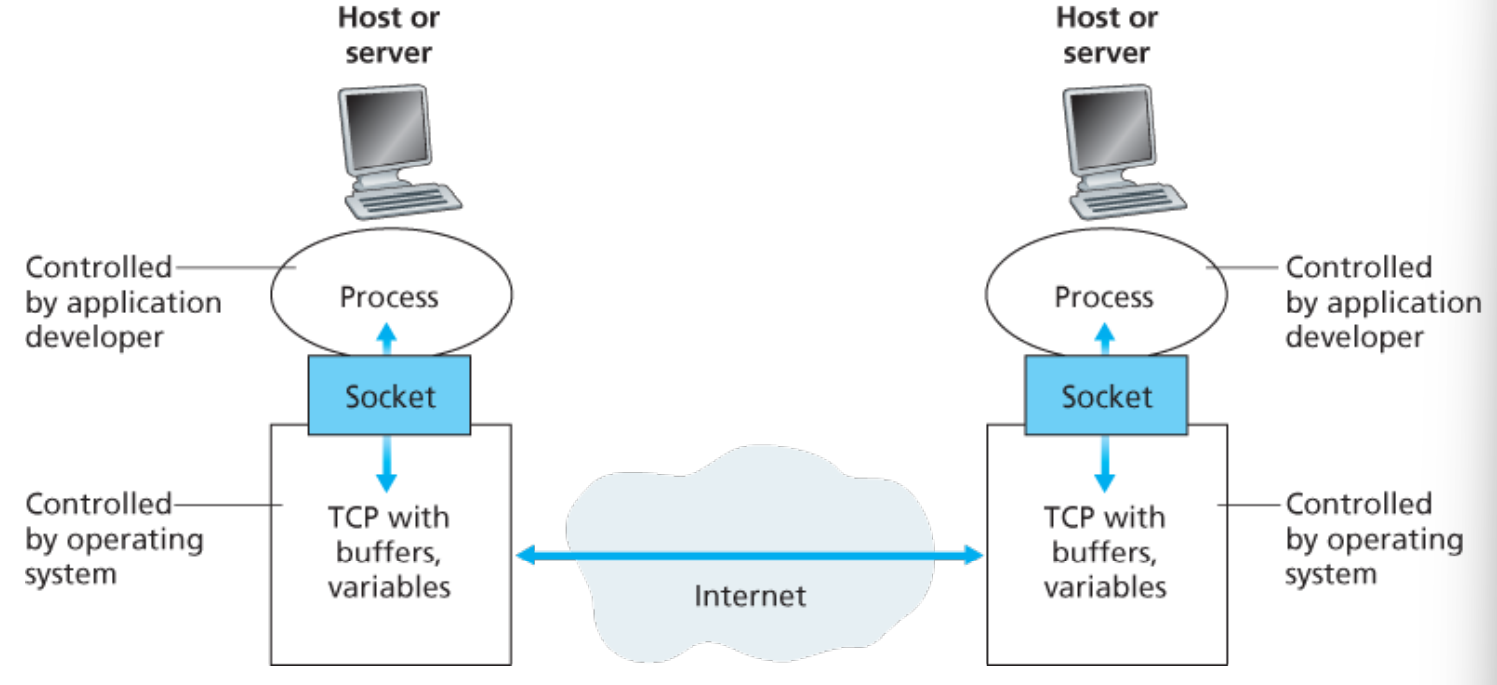 Host or
server
Host or
server
Controlled
by application
developer
Process
Process
Controlled
by application
developer
Socket
Socket
Controlled
by operating
system
TCP with
buffers,
variables
Internet
TCP with
buffers,
variables
Controlled
by operating
system